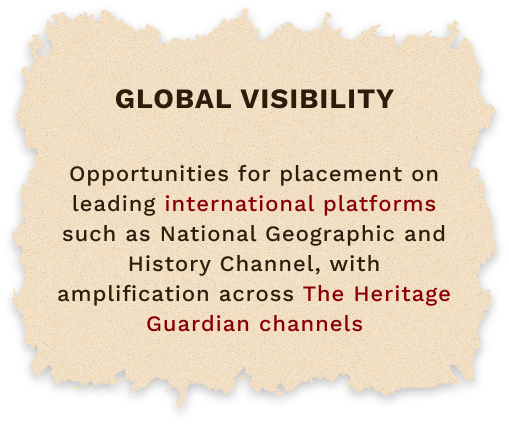 GLOBAL VISIBILITY
Opportunities for placement on
leading international platforms
such as National Geographic and
History Channel, with
amplification across The Heritage
Guardian channels